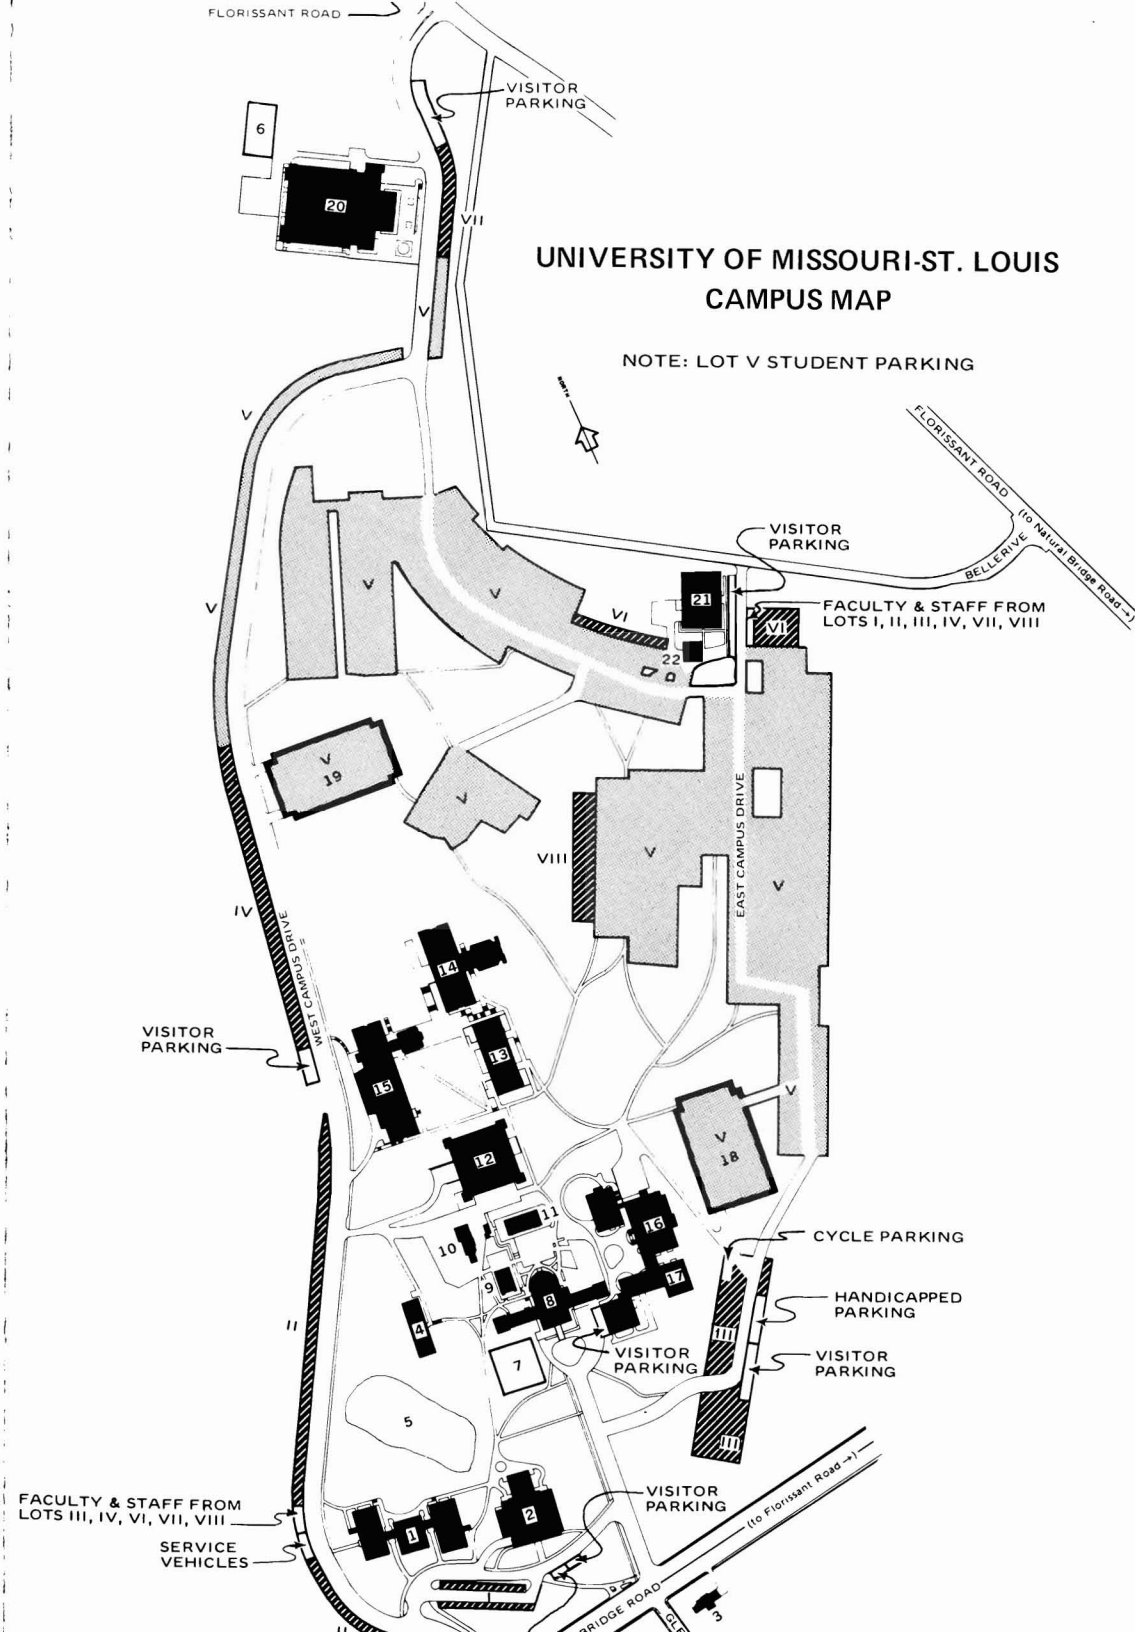 FLORISSANT ROAD
VISITOR
PARKING
6
20
VII
UNIVERSITY OF MISSOURI-ST. LOUIS
CAMPUS MAP
V
NOTE: LOT V STUDENT PARKING
NORTH
V
FLORISSANT ROAD
(to Natural Bridge Road→)
BELLERIVE
VISITOR
PARKING
V
V
V
21
VI
FACULTY & STAFF FROM
LOTS I, II, III, IV, VII, VIII
VI
22
V
19
V
EAST CAMPUS DRIVE
VIII
V
V
IV
WEST CAMPUS DRIVE
14
VISITOR
PARKING
13
15
V
V
18
12
11
16
10
CYCLE PARKING
17
9
8
HANDICAPPED
PARKING
4
III
II
VISITOR
PARKING
VISITOR
PARKING
7
5
III
(to Florissant Road→)
VISITOR
PARKING
FACULTY & STAFF FROM
LOTS III, IV, VI, VII, VIII
2
1
SERVICE
VEHICLES
I
BRIDGE ROAD
3
GLE
II